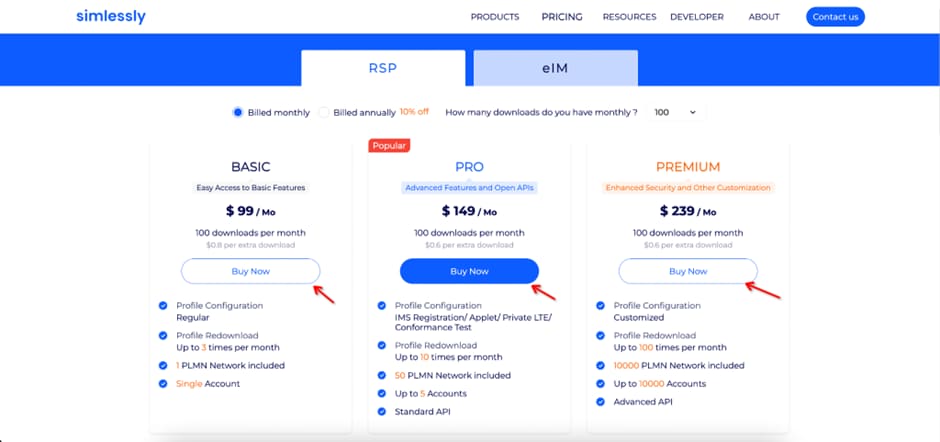 simlessly
PRODUCTS PRICING RESOURCES DEVELOPER ABOUT Contact us
RSP eIM
Billed monthly Billed annually 10% off How many downloads do you have monthly ? 100
BASIC
Easy Access to Basic Features
$ 99 / Mo
100 downloads per month
$0.8 per extra download
Buy Now
Profile Configuration
Regular
Profile Redownload
Up to 3 times per month
1 PLMN Network included
Single Account
Popular
PRO
Advanced Features and Open APIs
$ 149 / Mo
100 downloads per month
$0.6 per extra download
Buy Now
Profile Configuration
IMS Registration/ Applet/ Private LTE/
Conformance Test
Profile Redownload
Up to 10 times per month
50 PLMN Network included
Up to 5 Accounts
Standard API
PREMIUM
Enhanced Security and Other Customization
$ 239 / Mo
100 downloads per month
$0.6 per extra download
Buy Now
Profile Configuration
Customized
Profile Redownload
Up to 100 times per month
10000 PLMN Network included
Up to 10000 Accounts
Advanced API